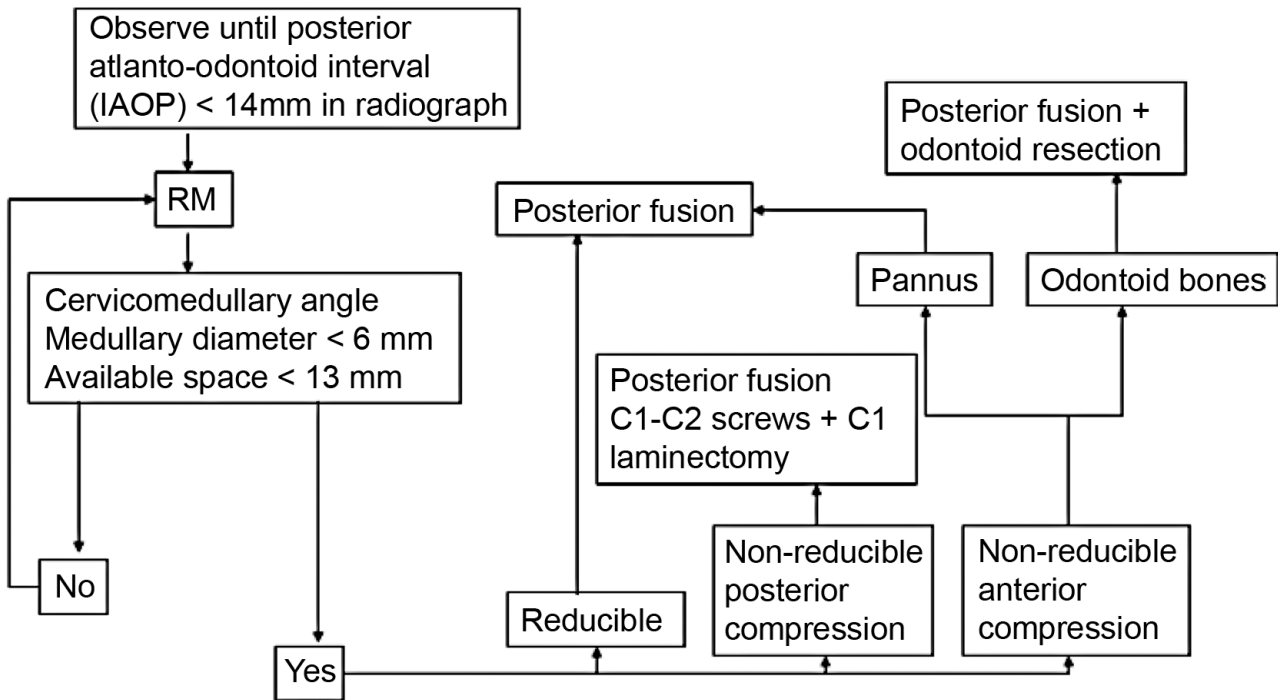 Observe until posterior
atlanto-odontoid interval
(IAOP) < 14mm in radiograph
RM
Cervicomedullary angle
Medullary diameter < 6 mm
Available space < 13 mm
No
Yes
Reducible
Posterior fusion
Non-reducible
posterior
compression
Posterior fusion
C1-C2 screws + C1
laminectomy
Non-reducible
anterior
compression
Pannus
Odontoid bones
Posterior fusion +
odontoid resection